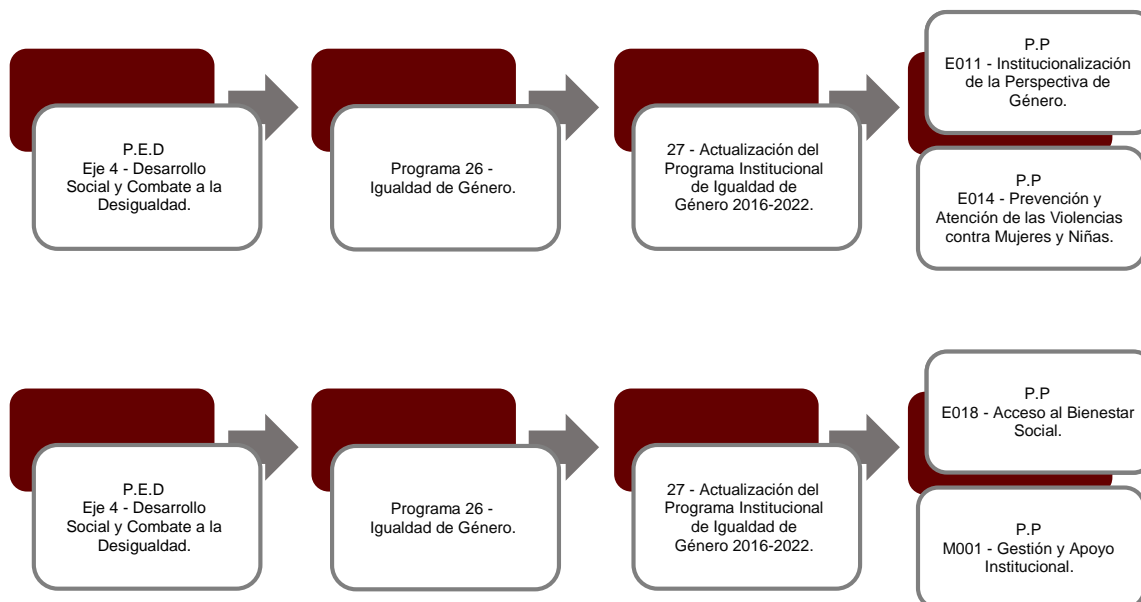 P.E.D
Eje 4 - Desarrollo
Social y Combate a la
Desigualdad.
Programa 26 -
Igualdad de Género.
27 - Actualización del
Programa Institucional
de Igualdad de
Género 2016-2022.
P.P
E011 - Institucionalización
de la Perspectiva de
Género.
P.P
E014 - Prevención y
Atención de las Violencias
contra Mujeres y Niñas.
P.E.D
Eje 4 - Desarrollo
Social y Combate a la
Desigualdad.
Programa 26 -
Igualdad de Género.
27 - Actualización del
Programa Institucional
de Igualdad de
Género 2016-2022.
P.P
E018 - Acceso al Bienestar
Social.
P.P
M001 - Gestión y Apoyo
Institucional.